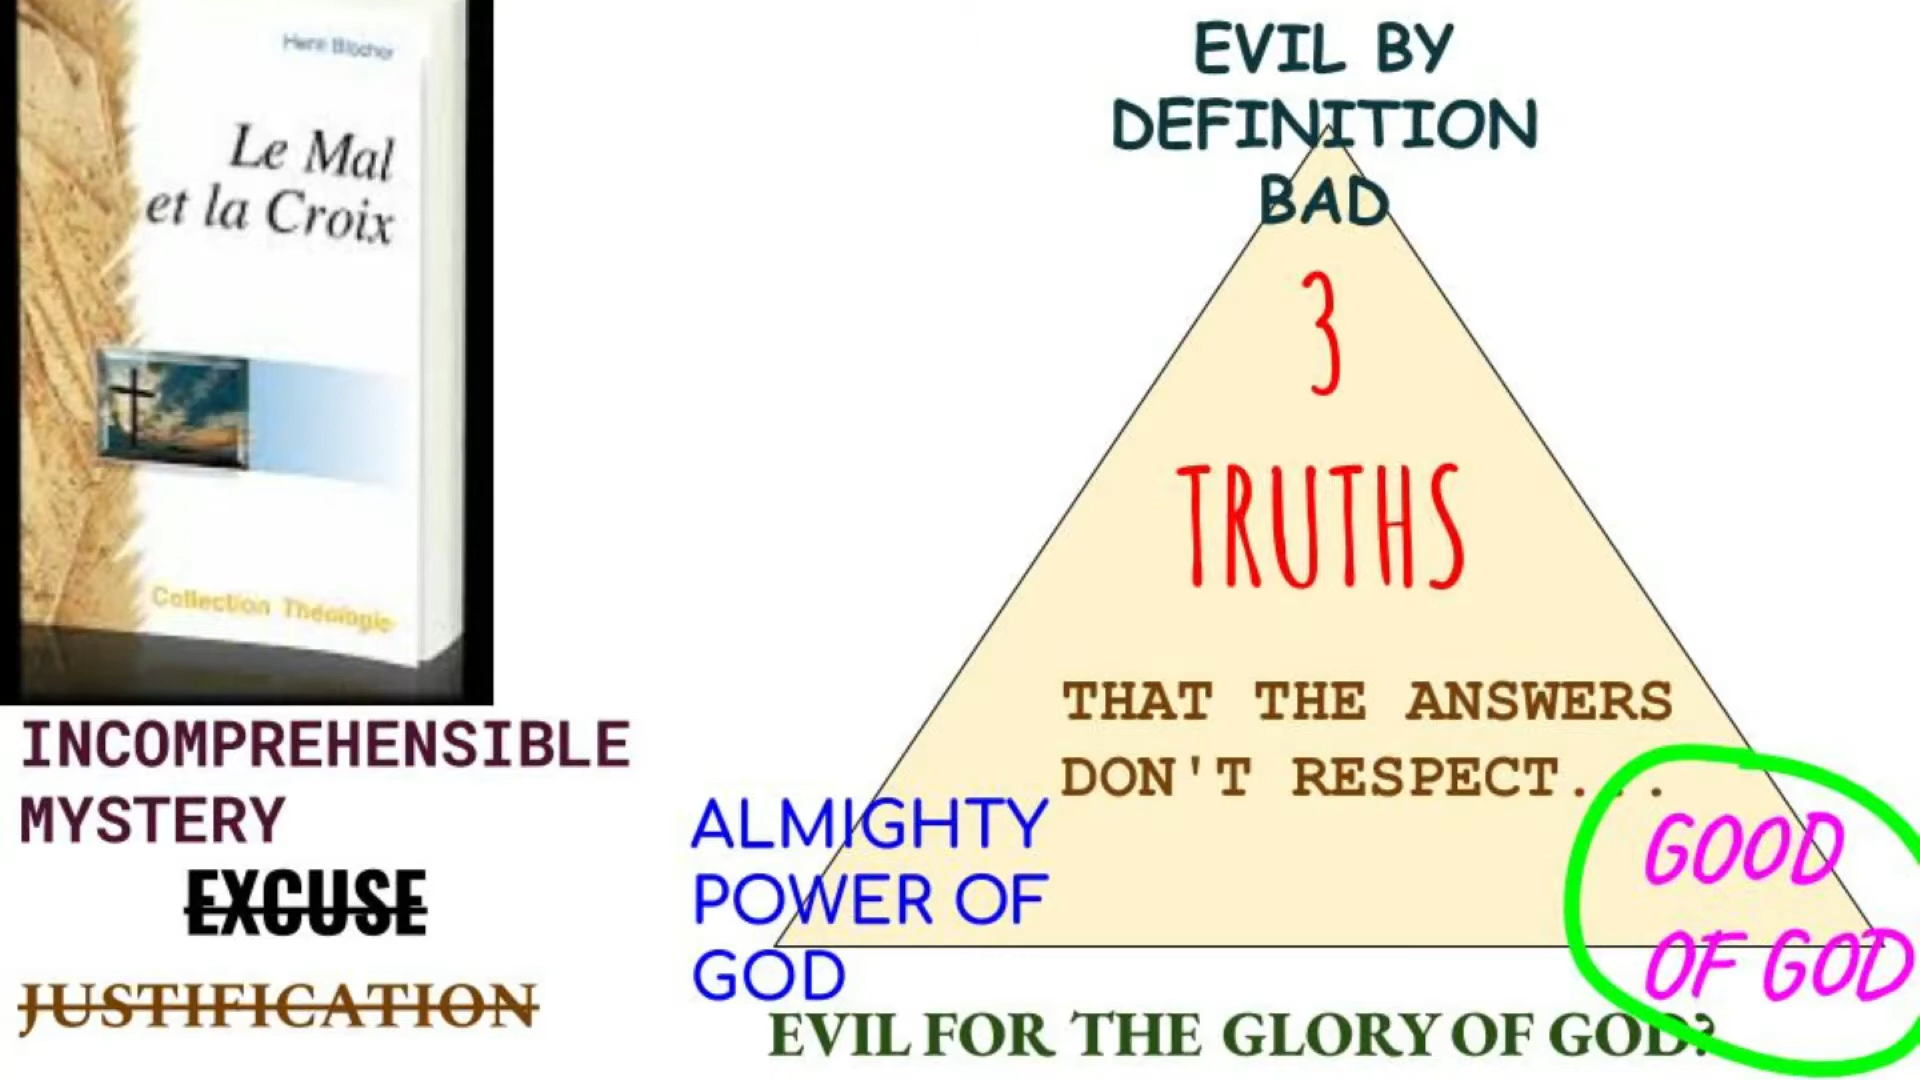 Henri Blocher
Le Mal
et la Croix
Collection Théologie
INCOMPREHENSIBLE
MYSTERY
EXCUSE
JUSTIFICATION
EVIL BY
DEFINITION
BAD
3
TRUTHS
THAT THE ANSWERS
DON'T RESPECT...
ALMIGHTY
POWER OF
GOD
GOOD
OF GOD
EVIL FOR THE GLORY OF GOD?